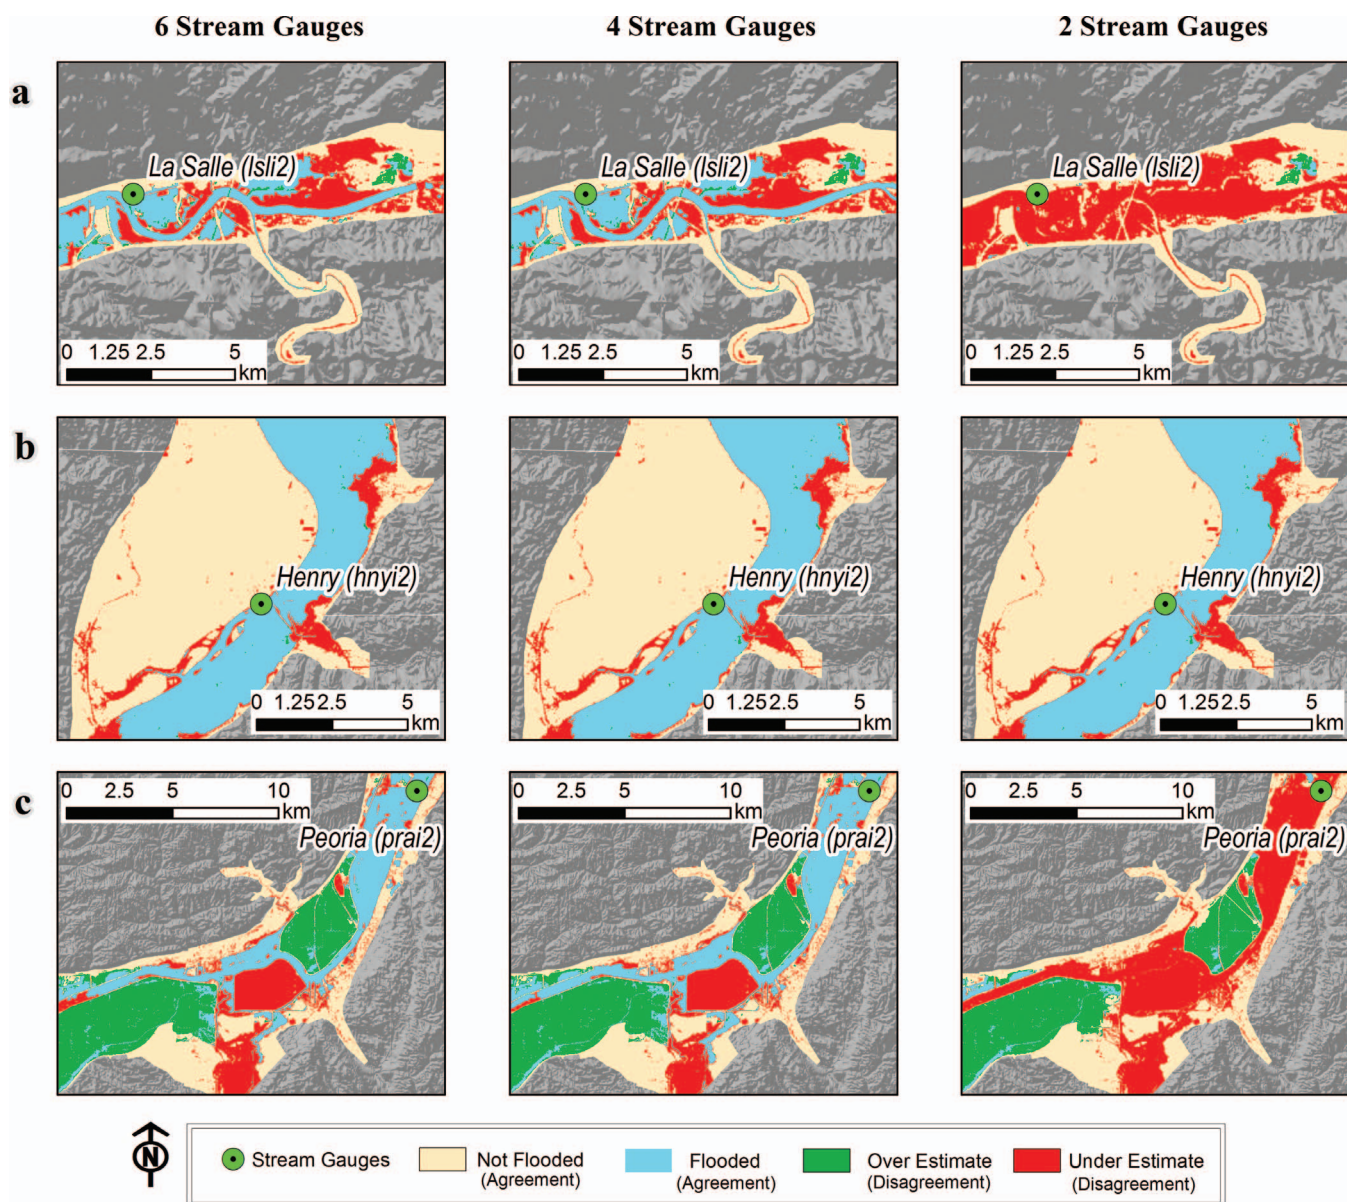 6 Stream Gauges 4 Stream Gauges 2 Stream Gauges
a
La Salle (lsli2) La Salle (lsli2) La Salle (lsli2)
0 1.25 2.5 5 0 1.25 2.5 5 0 1.25 2.5 5
km km km
b
Henry (hnyi2) Henry (hnyi2) Henry (hnyi2)
0 1.25 2.5 5 0 1.25 2.5 5 0 1.25 2.5 5
km km km
c
0 2.5 5 10 0 2.5 5 10 0 2.5 5 10
km km km
Peoria (prai2) Peoria (prai2) Peoria (prai2)
N
Stream Gauges Not Flooded Flooded Over Estimate Under Estimate
(Agreement) (Agreement) (Disagreement) (Disagreement)